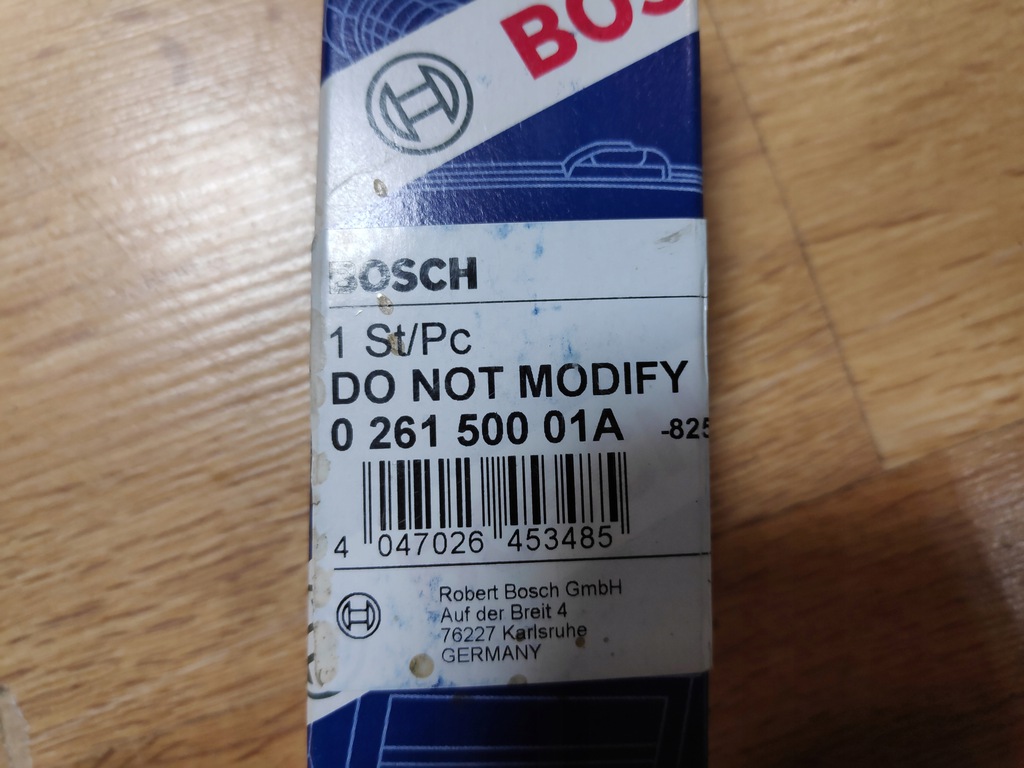 BOSCH
1 St/Pc
DO NOT MODIFY
0 261 500 01A -825
4 047026 453485
Robert Bosch GmbH
Auf der Breit 4
76227 Karlsruhe
GERMANY